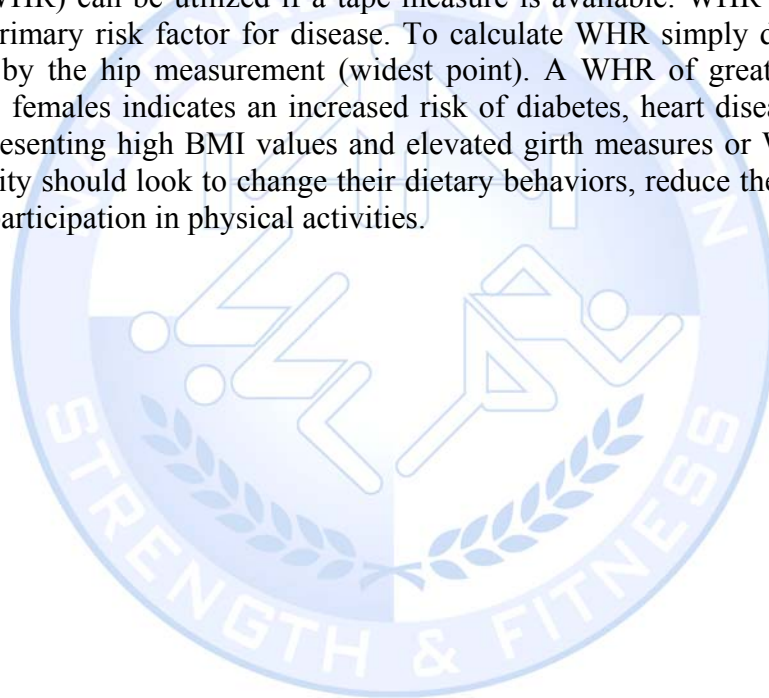 WHR) can be utilized if a tape measure is available. WHR
rimary risk factor for disease. To calculate WHR simply d
by the hip measurement (widest point). A WHR of great
females indicates an increased risk of diabetes, heart disea
resenting high BMI values and elevated girth measures or W
ity should look to change their dietary behaviors, reduce the
articipation in physical activities.
STRENGTH & FITNESS